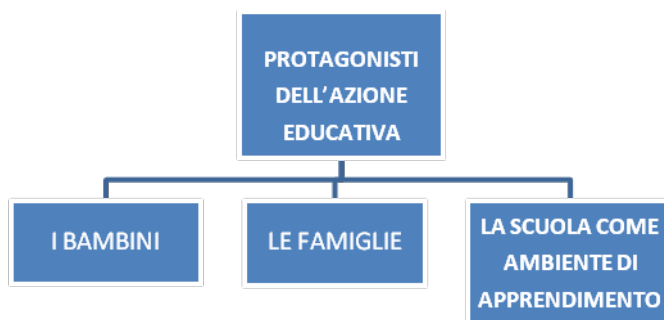 PROTAGONISTI
DELL'AZIONE
EDUCATIVA
I BAMBINI
LE FAMIGLIE
LA SCUOLA COME
AMBIENTE DI
APPRENDIMENTO